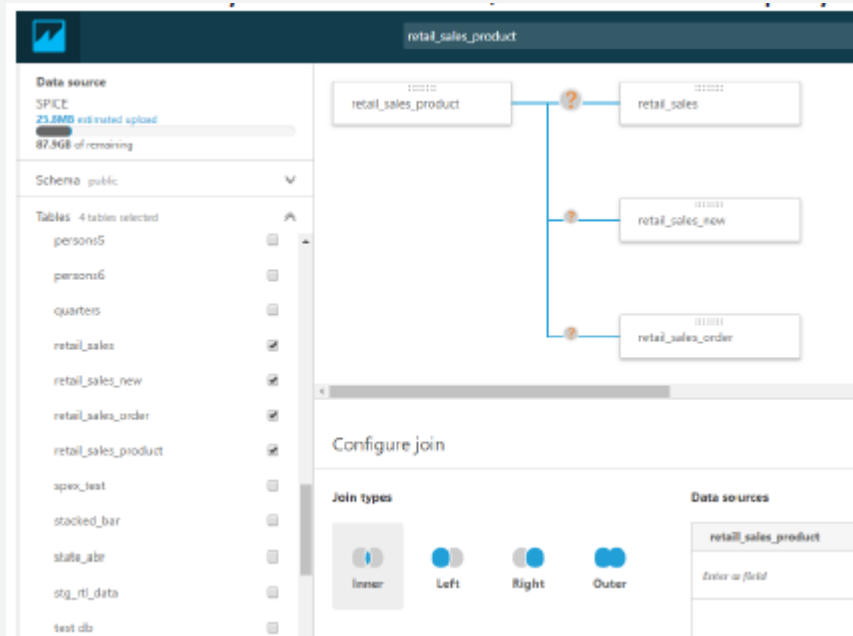 retail_sales_product
Data source
SPICE
25.8MB estimated upload
87.9GB of remaining
Schema public
Tables 4 tables selected
persons5
persons6
quarters
retail_sales
retail_sales_new
retail_sales_order
retail_sales_product
spex_test
stacked_bar
state_abr
stg_rtl_data
test db
retail_sales_product
?
retail_sales
?
retail_sales_new
?
retail_sales_order
Configure join
Join types
Inner
Left
Right
Outer
Data sources
retail_sales_product
Enter a field